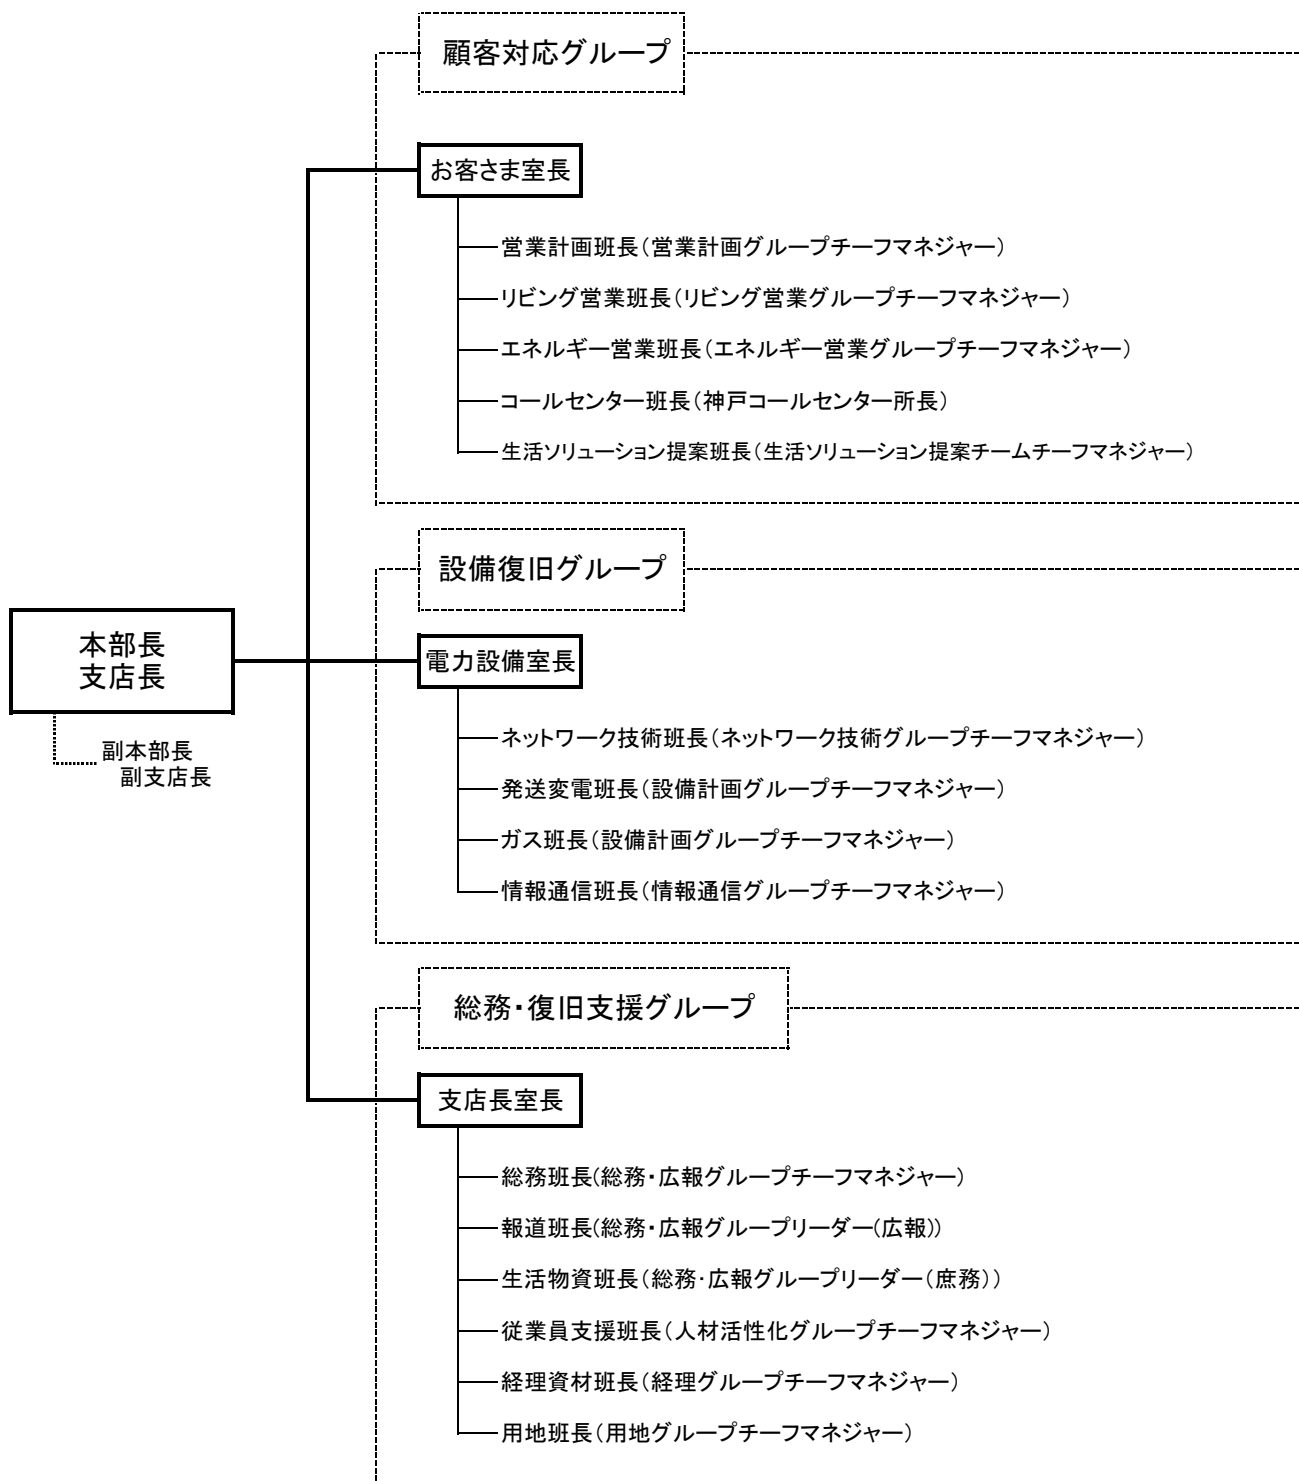 顧客対応グループ
お客さま室長
営業計画班長(営業計画グループチーフマネジャー)
リビング営業班長(リビング営業グループチーフマネジャー)
エネルギー営業班長(エネルギー営業グループチーフマネジャー)
コールセンター班長(神戸コールセンター所長)
生活ソリューション提案班長(生活ソリューション提案チームチーフマネジャー)
設備復旧グループ
本部長
支店長
副本部長
副支店長
電力設備室長
ネットワーク技術班長(ネットワーク技術グループチーフマネジャー)
発送変電班長(設備計画グループチーフマネジャー)
ガス班長(設備計画グループチーフマネジャー)
情報通信班長(情報通信グループチーフマネジャー)
総務・復旧支援グループ
支店長室長
総務班長(総務・広報グループチーフマネジャー)
報道班長(総務・広報グループリーダー(広報))
生活物資班長(総務・広報グループリーダー(庶務))
従業員支援班長(人材活性化グループチーフマネジャー)
経理資材班長(経理グループチーフマネジャー)
用地班長(用地グループチーフマネジャー)